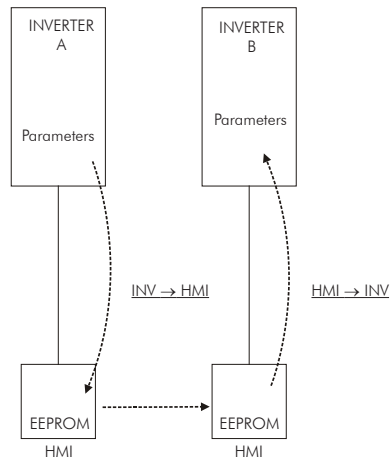 INVERTER
A
Parameters
INV → HMI
EEPROM
HMI
INVERTER
B
Parameters
HMI → INV
EEPROM
HMI